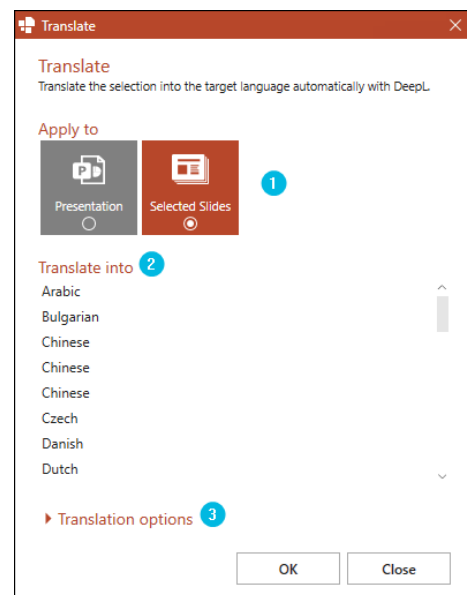 Translate
Translate
Translate the selection into the target language automatically with DeepL.
Apply to
Presentation
Selected Slides
1
Translate into 2
Arabic
Bulgarian
Chinese
Chinese
Chinese
Czech
Danish
Dutch
Translation options 3
OK
Close